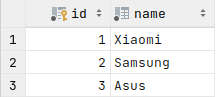 id name
1 1 Xiaomi
2 2 Samsung
3 3 Asus